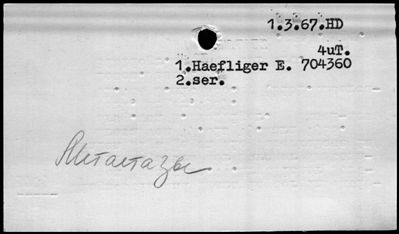 1.3.67.HD
4uT.
1.Haefliger E. 704360
2.ser.
Метастазы